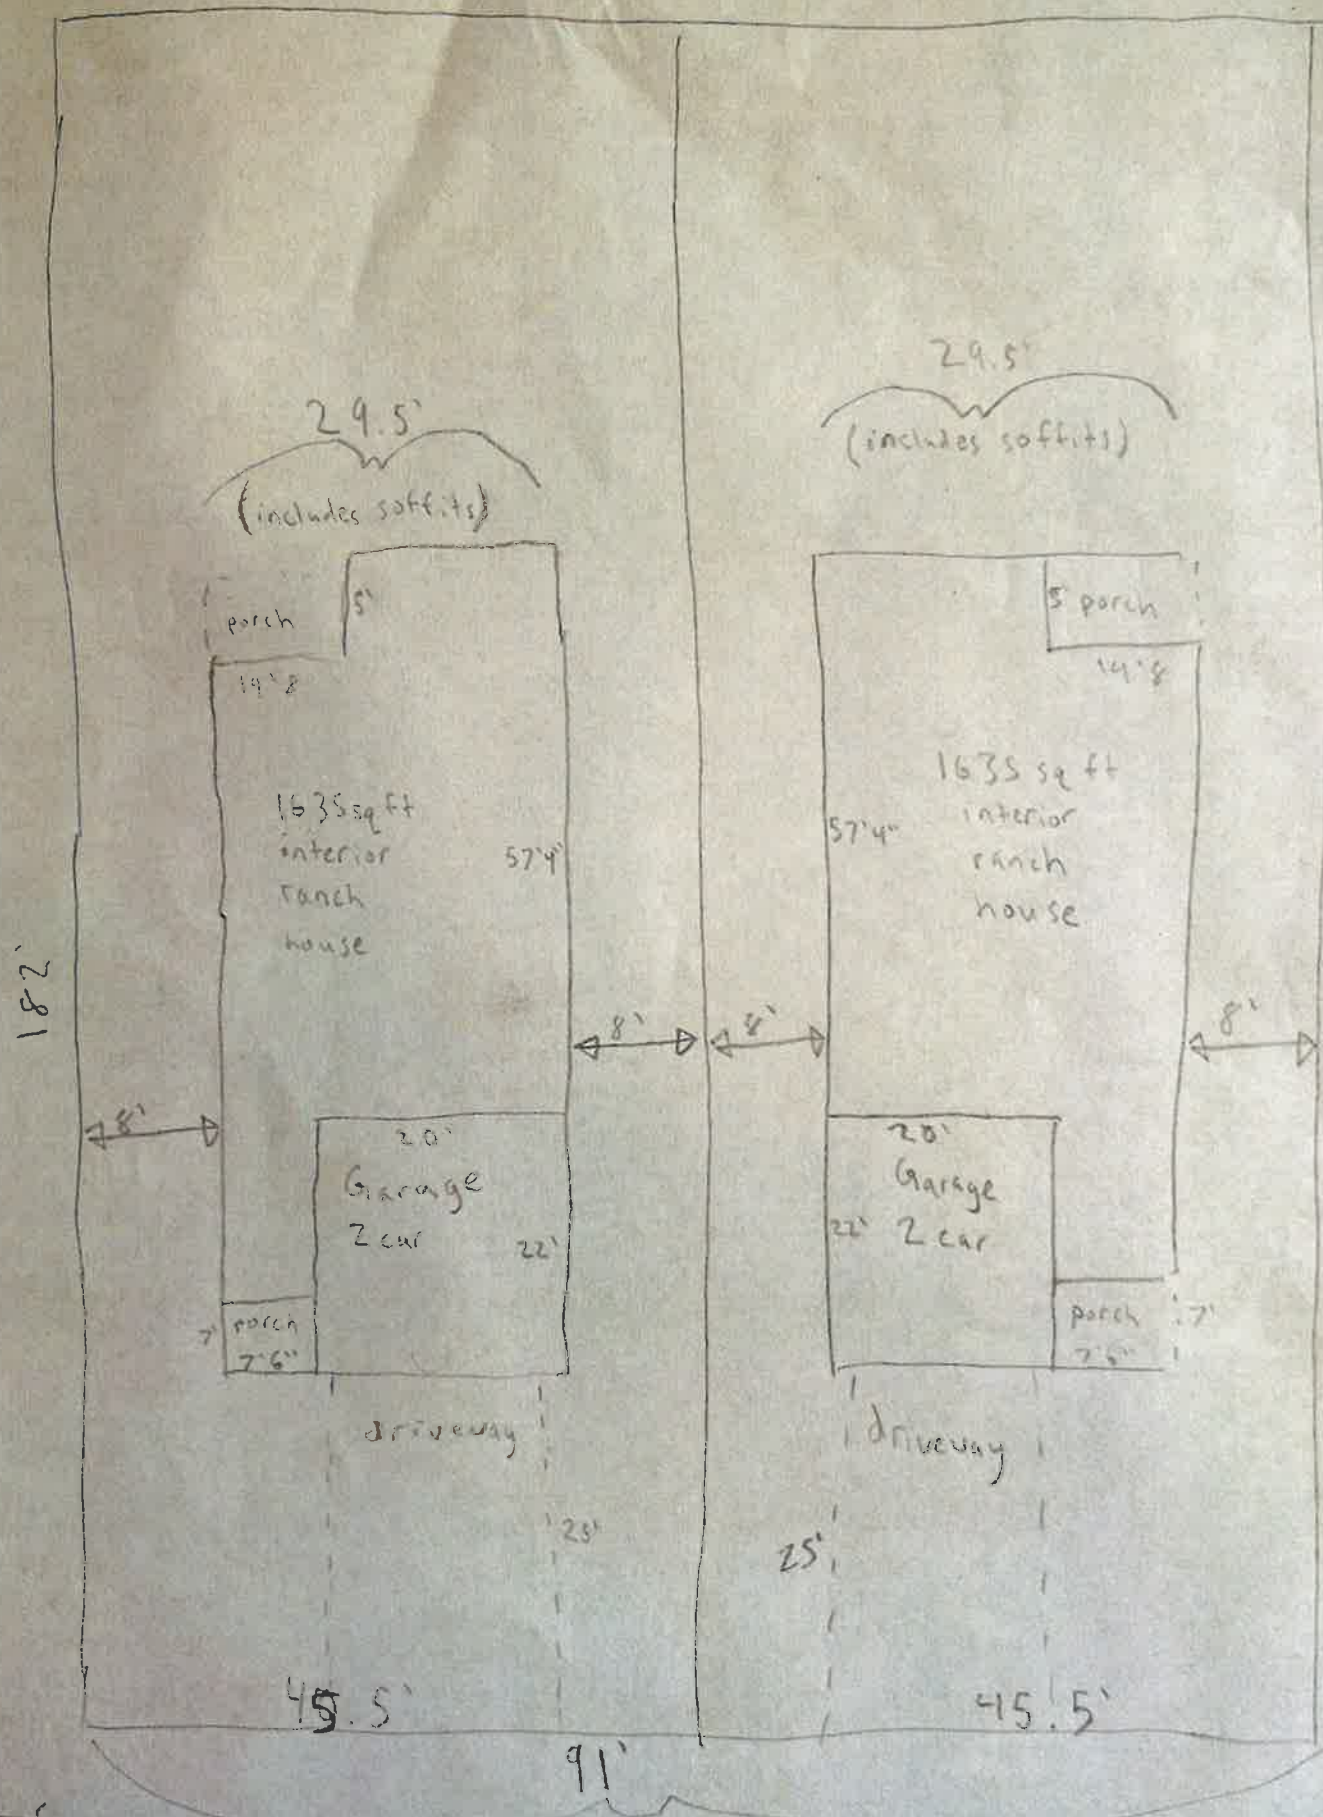 29.5'
(includes soffits)
29.5'
(includes soffits)
porch
5'
14'8
5 porch
14'8
1635 sq ft
interior
ranch
house
57'4"
1635 sq ft
interior
ranch
house
57'4"
182'
8'
8'
8'
8'
20'
Garage
2 car
22'
20'
Garage
2 car
22'
7'
porch
7'6"
porch
7'
7'6"
driveway
25'
driveway
25'
45.5'
45.5'
91'